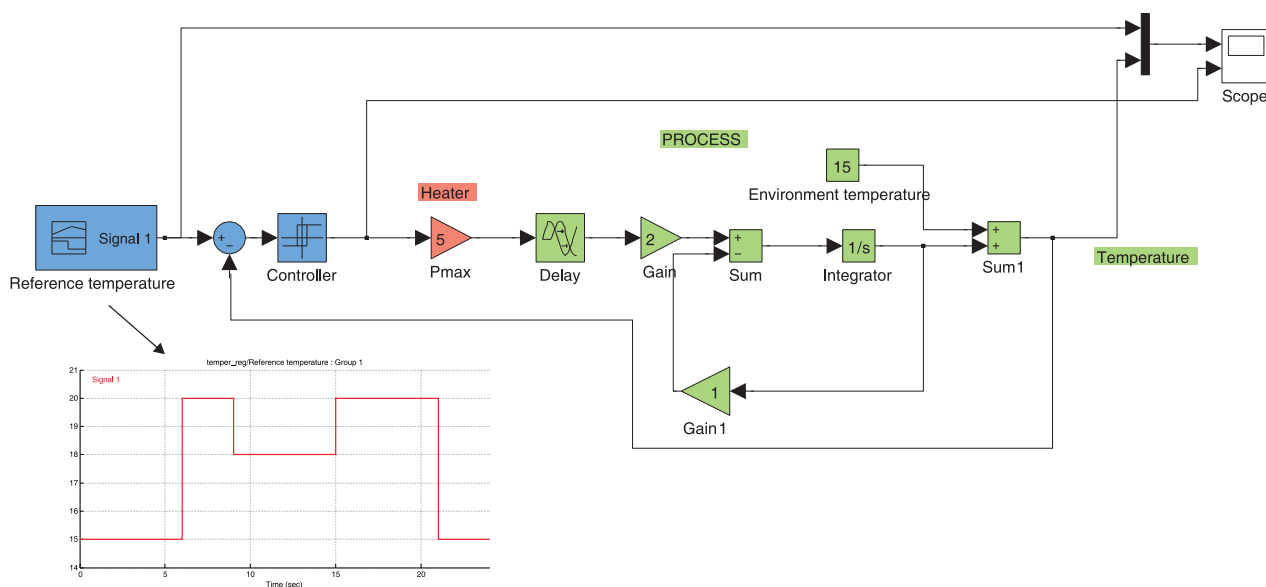 Scope
PROCESS
15
Environment temperature
Heater
Signal 1
Reference temperature
+
−
Controller
5
Pmax
Delay
2
Gain
+
−
Sum
1/s
Integrator
+
+
Sum1
Temperature
1
Gain1
temper_reg/Reference temperature : Group 1
Signal 1
21
20
19
18
17
16
15
14
0
5
10
15
20
Time (sec)